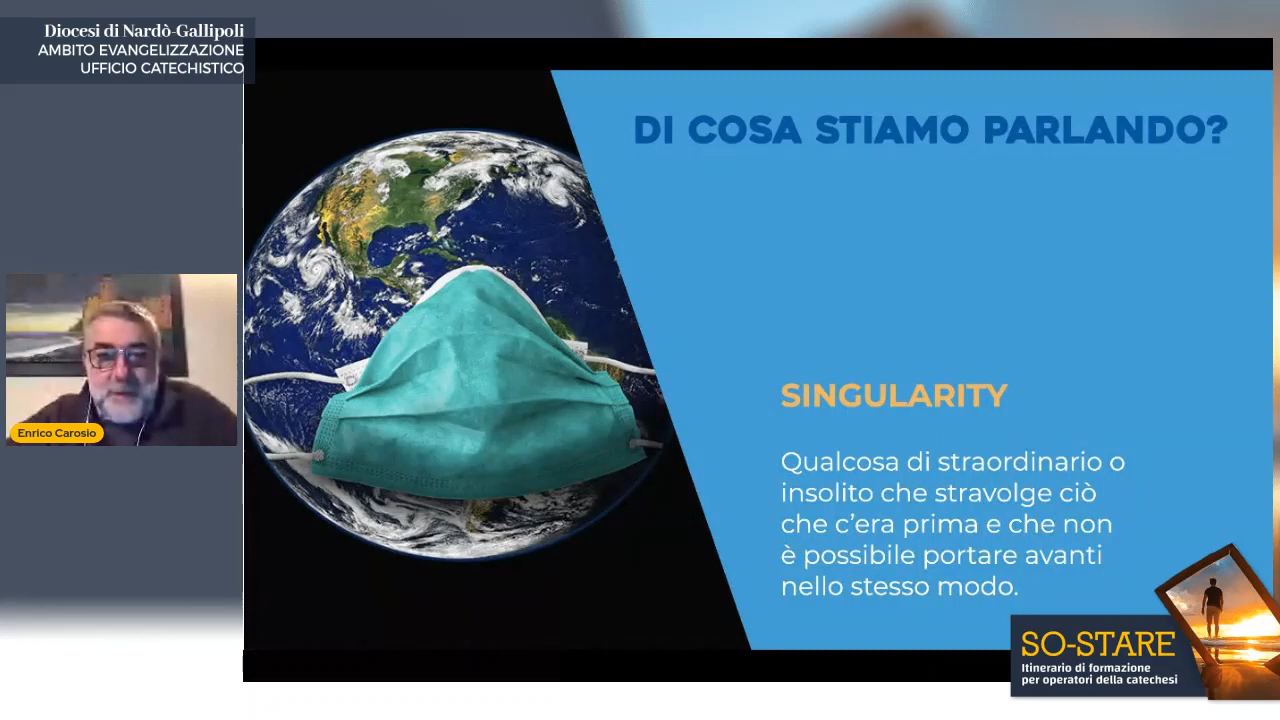 Diocesi di Nardò-Gallipoli
AMBITO EVANGELIZZAZIONE
UFFICIO CATECHISTICO
DI COSA STIAMO PARLANDO?
Enrico Carosio
SINGULARITY
Qualcosa di straordinario o
insolito che stravolge ciò
che c’era prima e che non
è possibile portare avanti
nello stesso modo.
SO-STARE
Itinerario di formazione
per operatori della catechesi